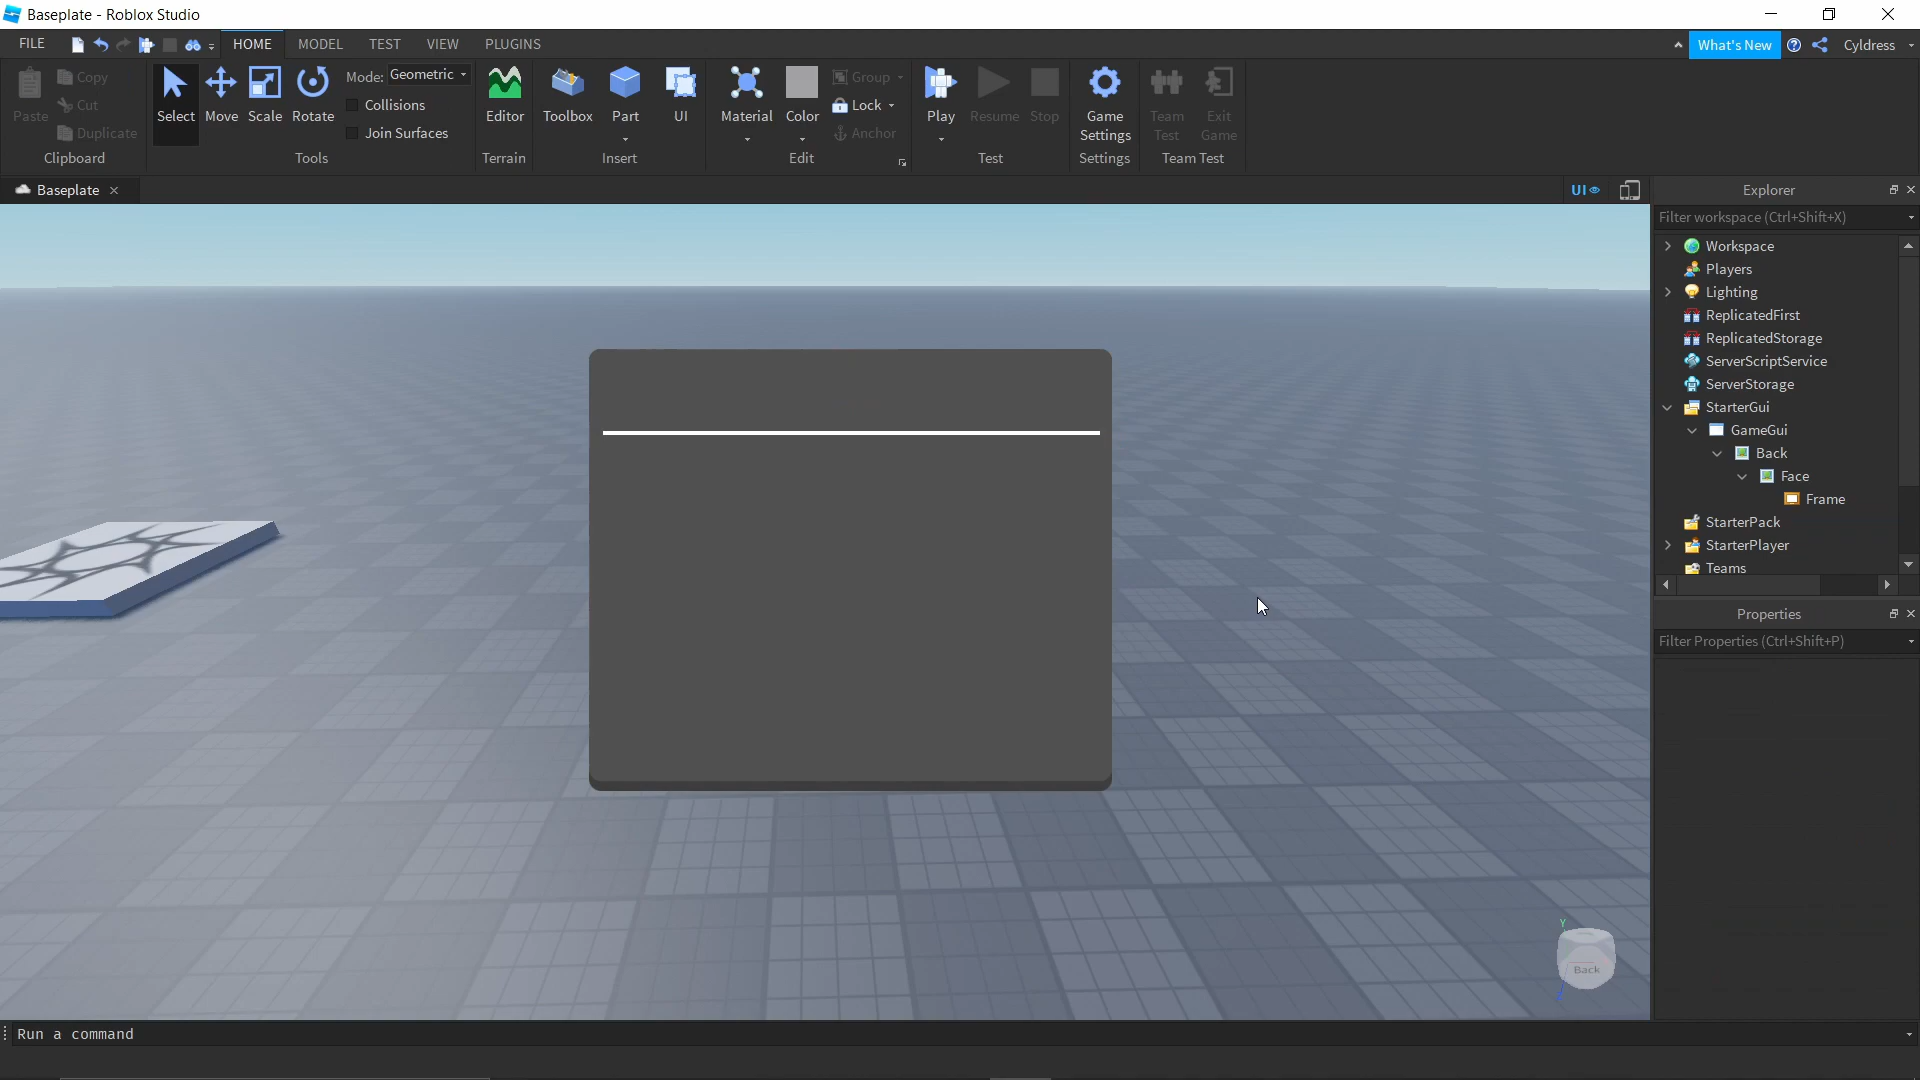 Baseplate - Roblox Studio
FILE HOME MODEL TEST VIEW PLUGINS What's New Cyldress
Paste Copy Cut Duplicate
Clipboard
Select Move Scale Rotate
Mode: Geometric
Collisions
Join Surfaces
Tools
Editor
Terrain
Toolbox Part UI
Insert
Material Color Group Lock Anchor
Edit
Play Resume Stop
Test
Game Settings
Settings
Team Test Exit Game
Team Test
Baseplate
UI
Explorer
Filter workspace (Ctrl+Shift+X)
Workspace
Players
Lighting
ReplicatedFirst
ReplicatedStorage
ServerScriptService
ServerStorage
StarterGui
GameGui
Back
Face
Frame
StarterPack
StarterPlayer
Teams
Properties
Filter Properties (Ctrl+Shift+P)
Y
Back
Z
Run a command